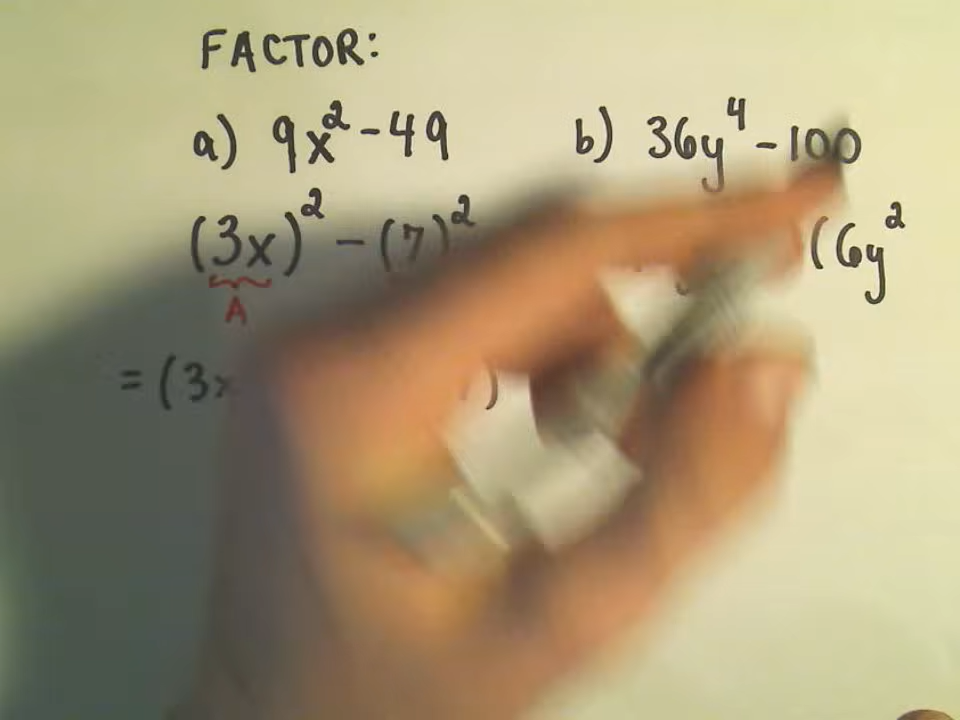 FACTOR:
a) 9x² - 49 b) 36y⁴ - 100
(3x)² - (7)² (6y²
A
= (3x )